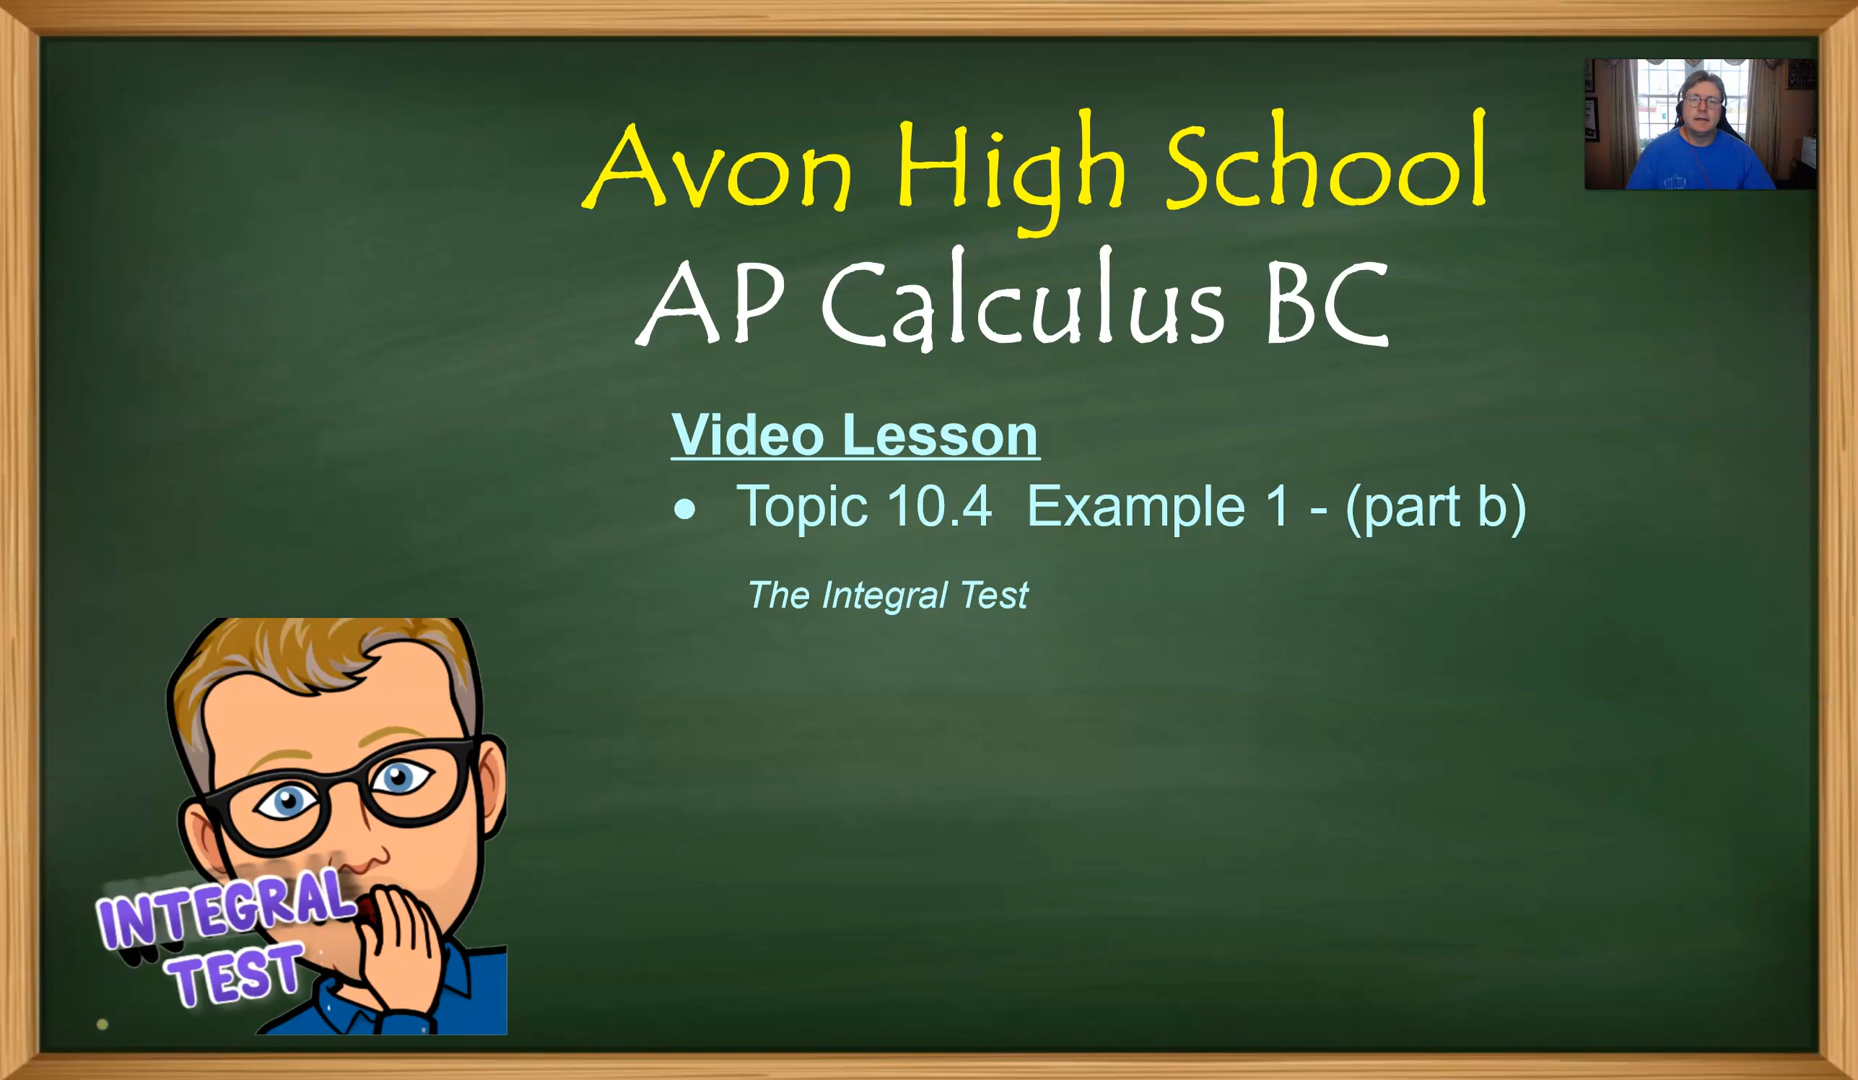 Avon High School
AP Calculus BC
Video Lesson
• Topic 10.4 Example 1 - (part b)
The Integral Test
INTEGRAL
TEST